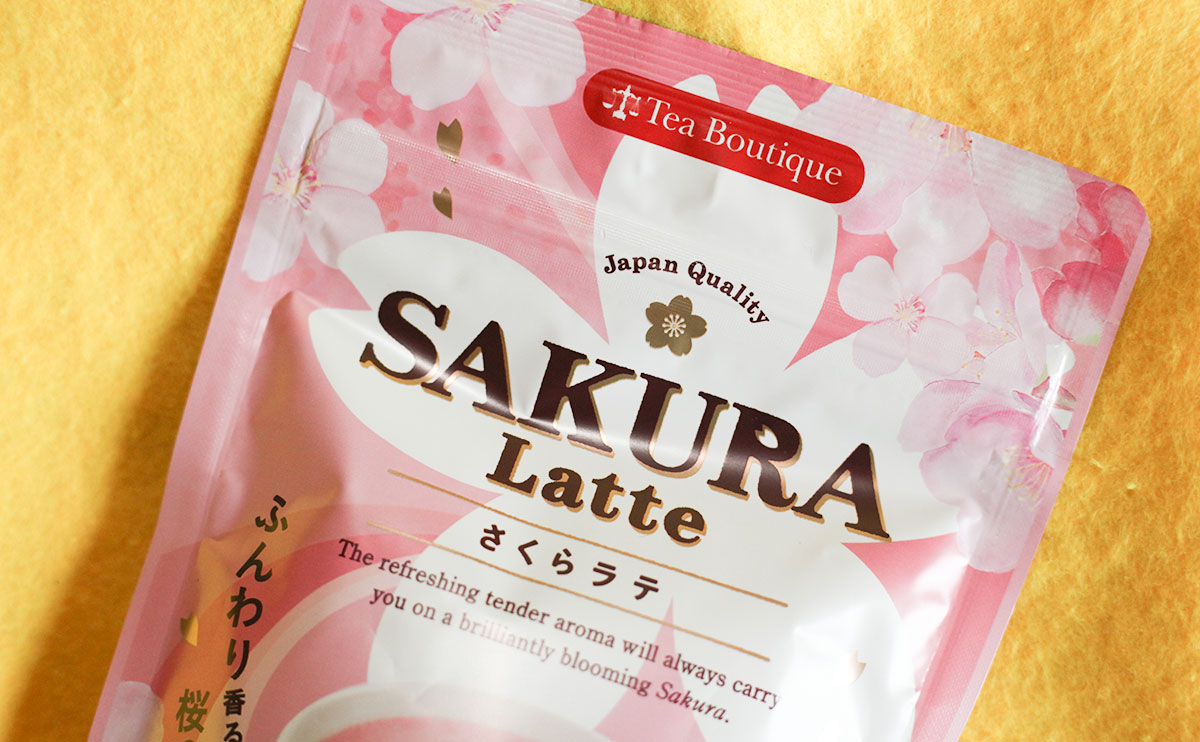 Tea Boutique
Japan Quality
SAKURA
Latte
さくらラテ
The refreshing tender aroma will always carry
you on a brilliantly blooming Sakura.
ふんわり香る
桜